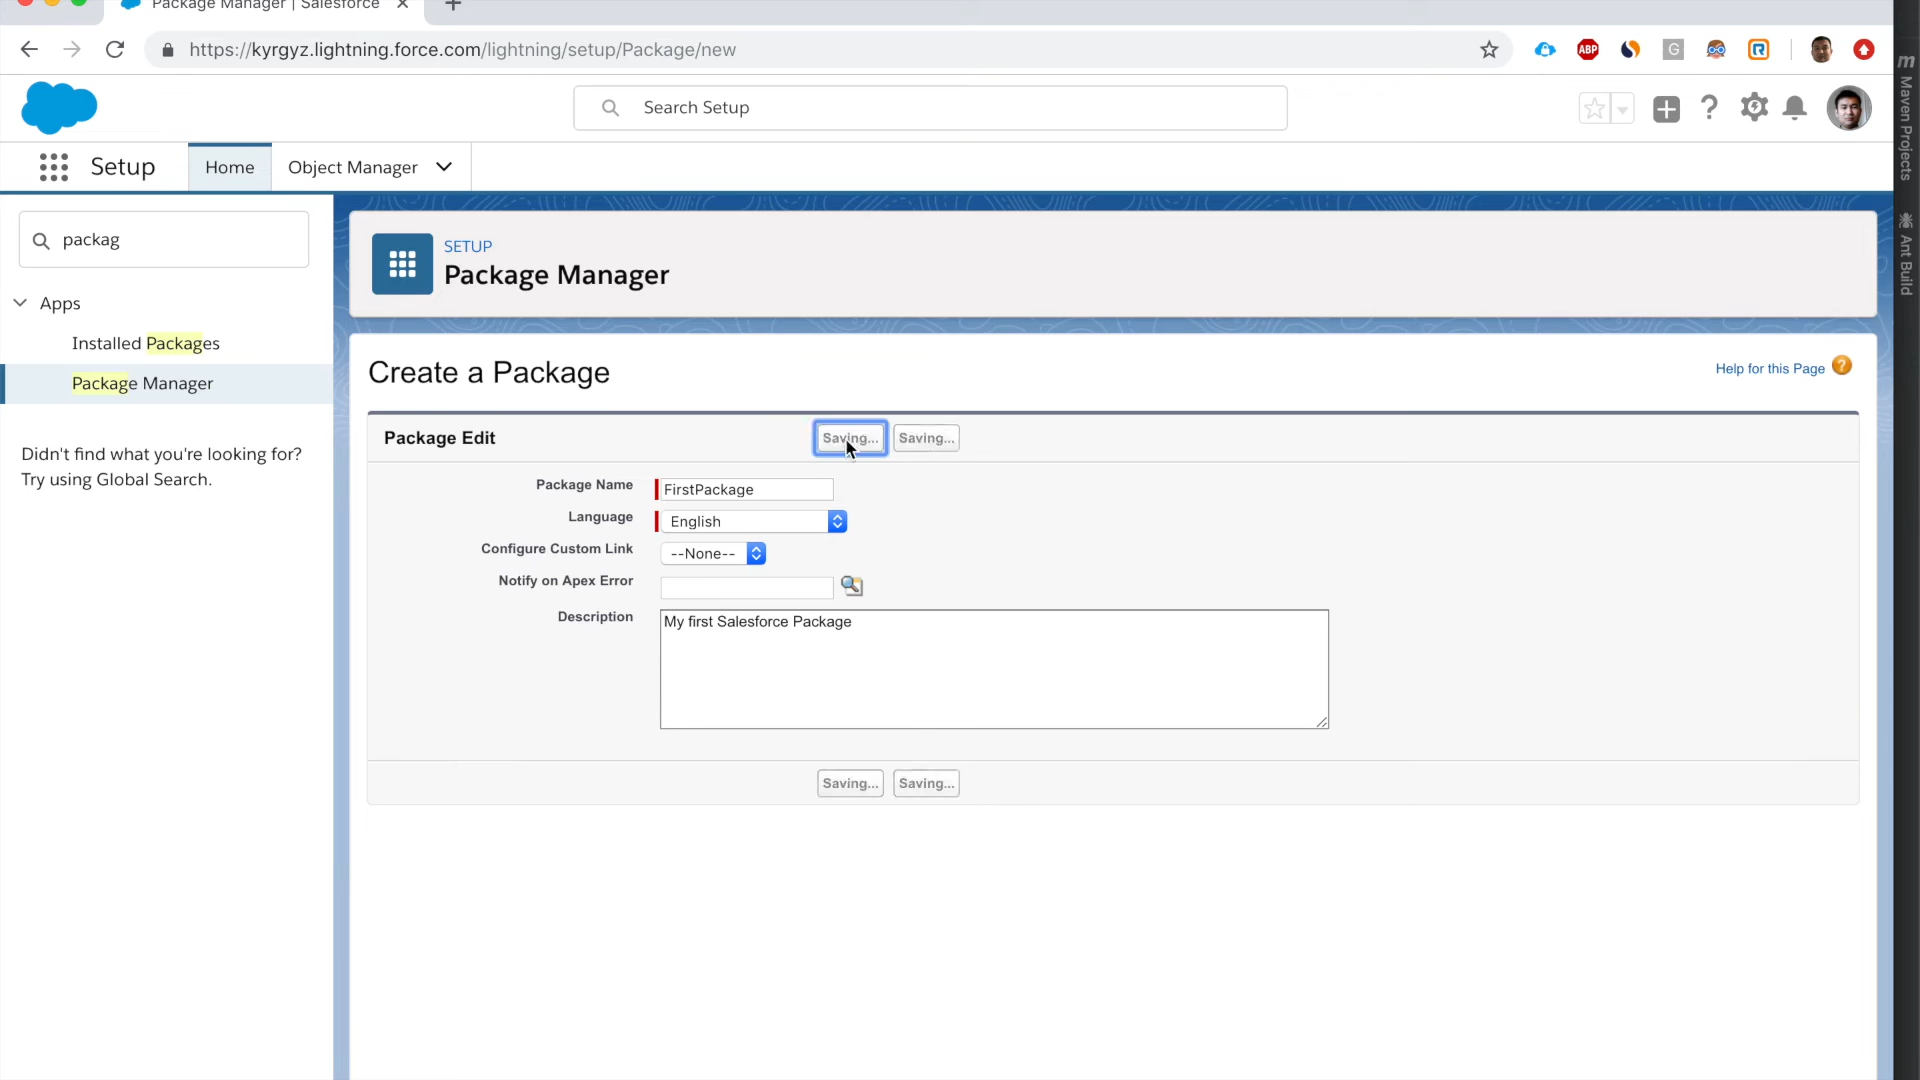 Package Manager | Salesforce
https://kyrgyz.lightning.force.com/lightning/setup/Package/new
ABP
G
R
Search Setup
Setup
Home
Object Manager
packag
Apps
Installed Packages
Package Manager
Didn't find what you're looking for?
Try using Global Search.
SETUP
Package Manager
Create a Package
Help for this Page ?
Package Edit
Saving...
Saving...
Package Name
FirstPackage
Language
English
Configure Custom Link
--None--
Notify on Apex Error
Description
My first Salesforce Package
Saving...
Saving...
m Maven Projects
Ant Build